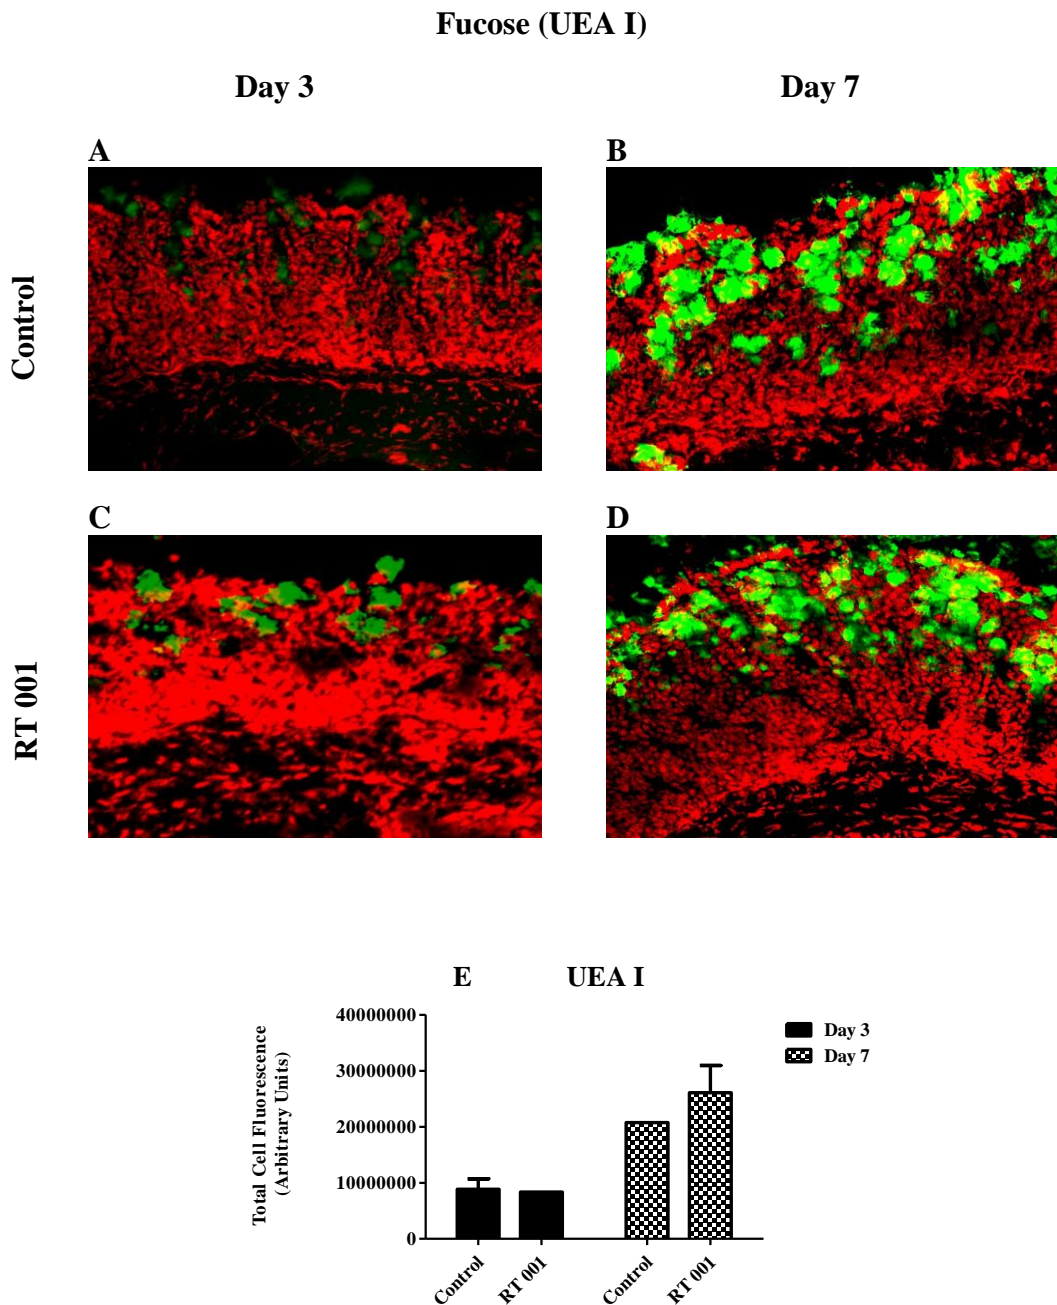 Fucose (UEA I)
Day 3
Day 7
A
B
Control
C
D
RT 001
E
UEA I
Total Cell Fluorescence
(Arbitrary Units)
40000000
30000000
20000000
10000000
0
Day 3
Day 7
Control
RT 001
Control
RT 001